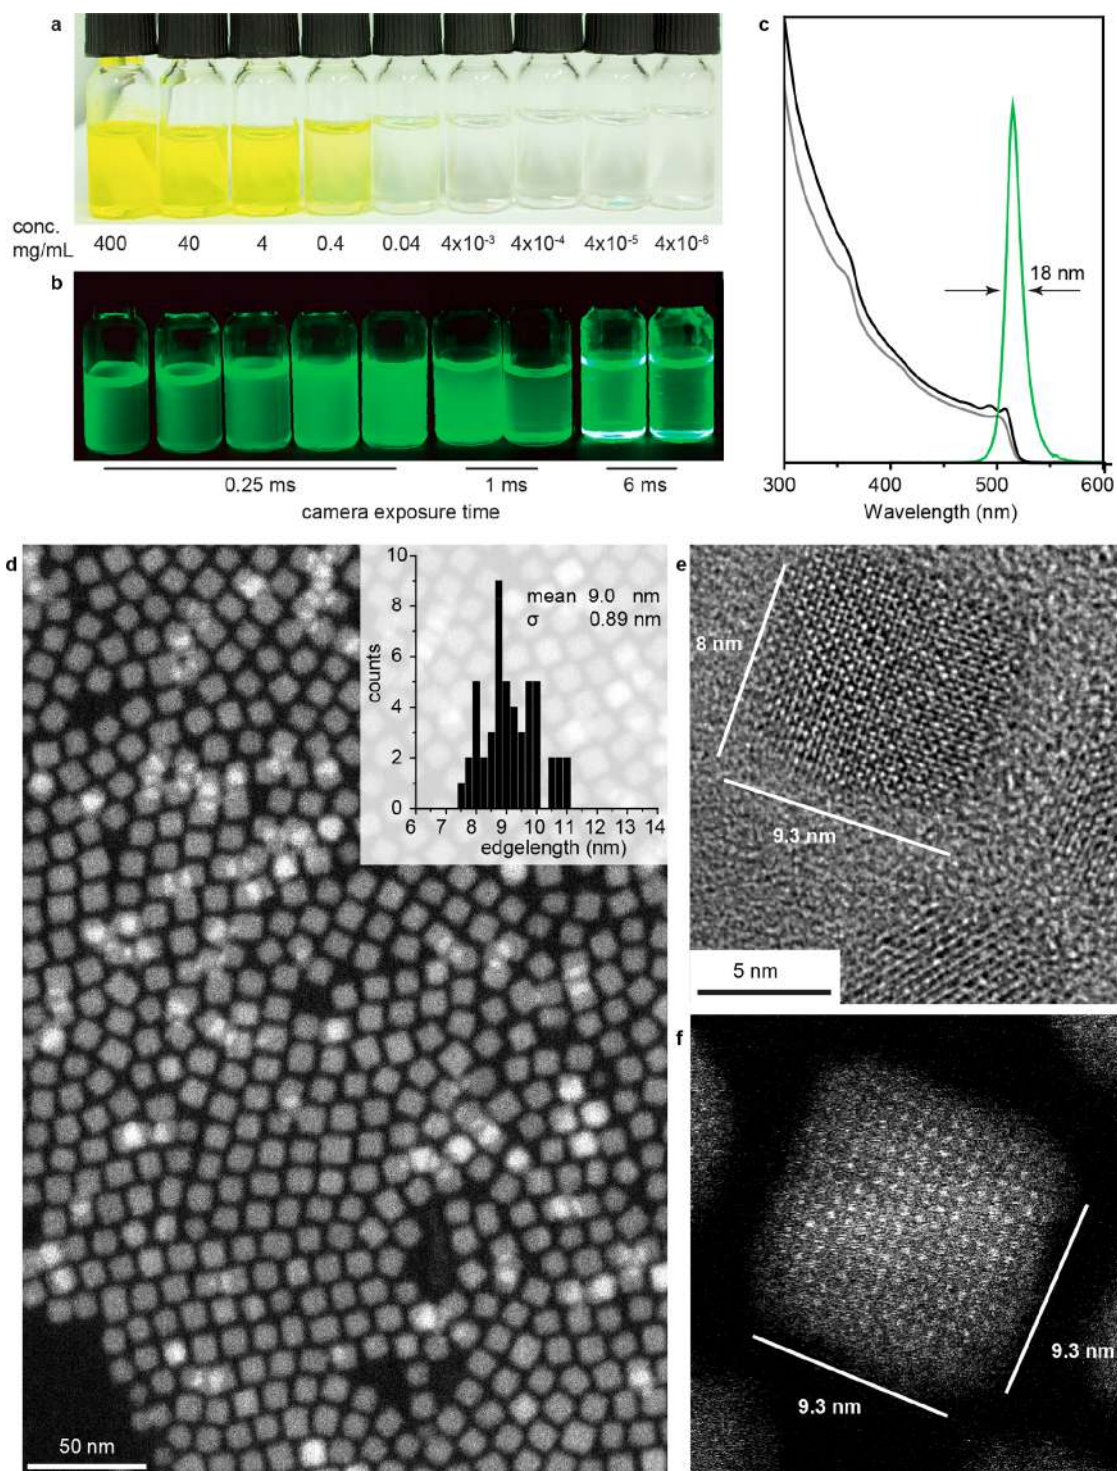 a
conc.
mg/mL
400 40 4 0.4 0.04 4x10⁻³ 4x10⁻⁴ 4x10⁻⁵ 4x10⁻⁶
b
0.25 ms 1 ms 6 ms
camera exposure time
c
18 nm
300 400 500 600
Wavelength (nm)
d
10
8
6
4
2
0
counts
mean 9.0 nm
σ 0.89 nm
6 7 8 9 10 11 12 13 14
edgelength (nm)
50 nm
e
8 nm
9.3 nm
5 nm
f
9.3 nm
9.3 nm